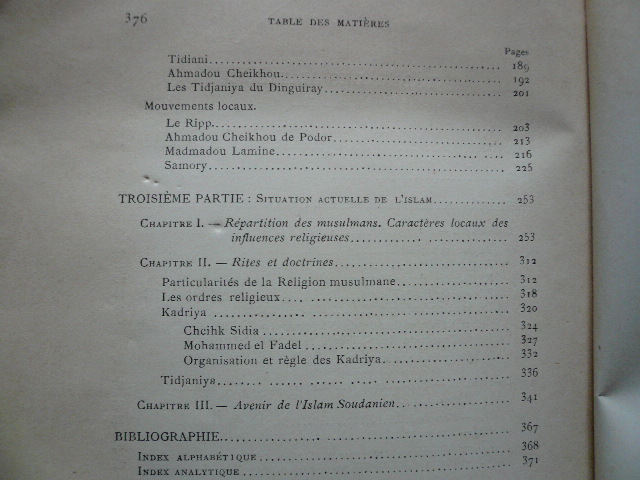 376 TABLE DES MATIÈRES
Pages
Tidiani. 189
Ahmadou Cheikhou. 192
Les Tidjaniya du Dinguiray. 201
Mouvements locaux.
Le Ripp. 203
Ahmadou Cheikhou de Podor. 213
Madmadou Lamine. 216
Samory. 225
TROISIÈME PARTIE : SITUATION ACTUELLE DE L'ISLAM. 253
CHAPITRE I. — Répartition des musulmans. Caractères locaux des
influences religieuses. 253
CHAPITRE II. — Rites et doctrines. 312
Particularités de la Religion musulmane. 312
Les ordres religieux. 318
Kadriya 320
Cheihk Sidia 324
Mohammed el Fadel 327
Organisation et règle des Kadriya. 332
Tidjaniya. 336
CHAPITRE III. — Avenir de l'Islam Soudanien. 341
BIBLIOGRAPHIE. 367
INDEX ALPHABÉTIQUE 368
INDEX ANALYTIQUE 371